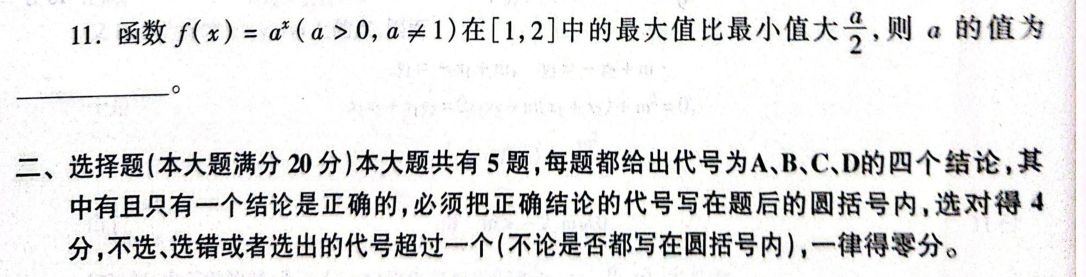 11. 函数 f(x) = aˣ(a > 0, a ≠ 1)在[1,2]中的最大值比最小值大a/2,则 a 的值为
________。
二、选择题(本大题满分 20 分)本大题共有 5 题,每题都给出代号为A、B、C、D的四个结论,其
中有且只有一个结论是正确的,必须把正确结论的代号写在题后的圆括号内,选对得 4
分,不选、选错或者选出的代号超过一个(不论是否都写在圆括号内),一律得零分。